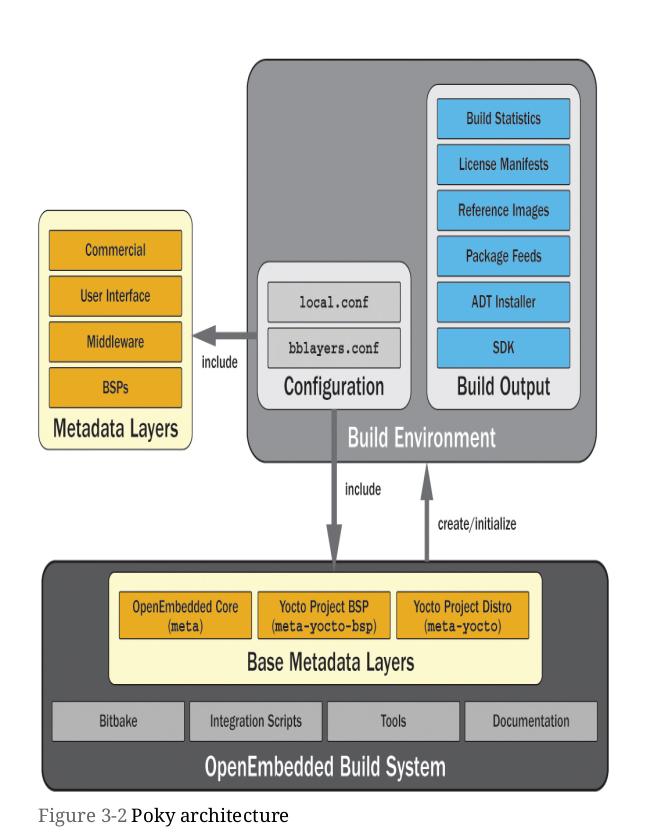 Build Statistics
License Manifests
Reference Images
Package Feeds
ADT Installer
SDK
Build Output
Commercial
User Interface
Middleware
BSPs
Metadata Layers
include
local.conf
bblayers.conf
Configuration
Build Environment
include
create/initialize
OpenEmbedded Core
(meta)
Yocto Project BSP
(meta-yocto-bsp)
Yocto Project Distro
(meta-yocto)
Base Metadata Layers
Bitbake
Integration Scripts
Tools
Documentation
OpenEmbedded Build System
Figure 3-2 Poky architecture